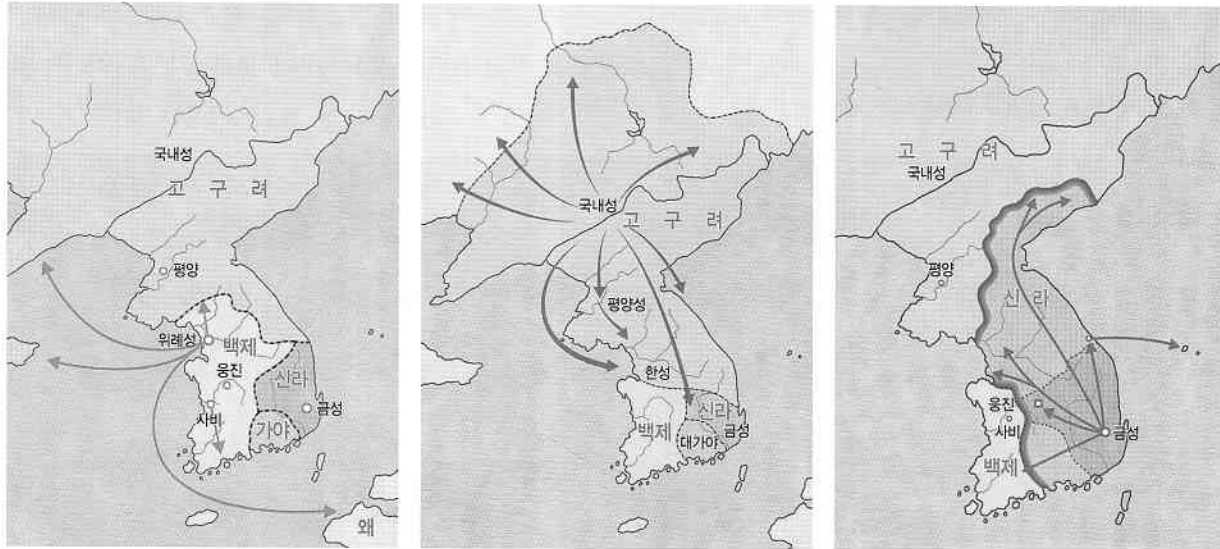 국내성
고 구 려
평양
위례성
백제
웅진
신라
사비
금성
가야
왜
국내성
고 구 려
평양성
한성
신라
백제
금성
대가야
고 구 려
국내성
평양
신 라
웅진
사비
금성
백제